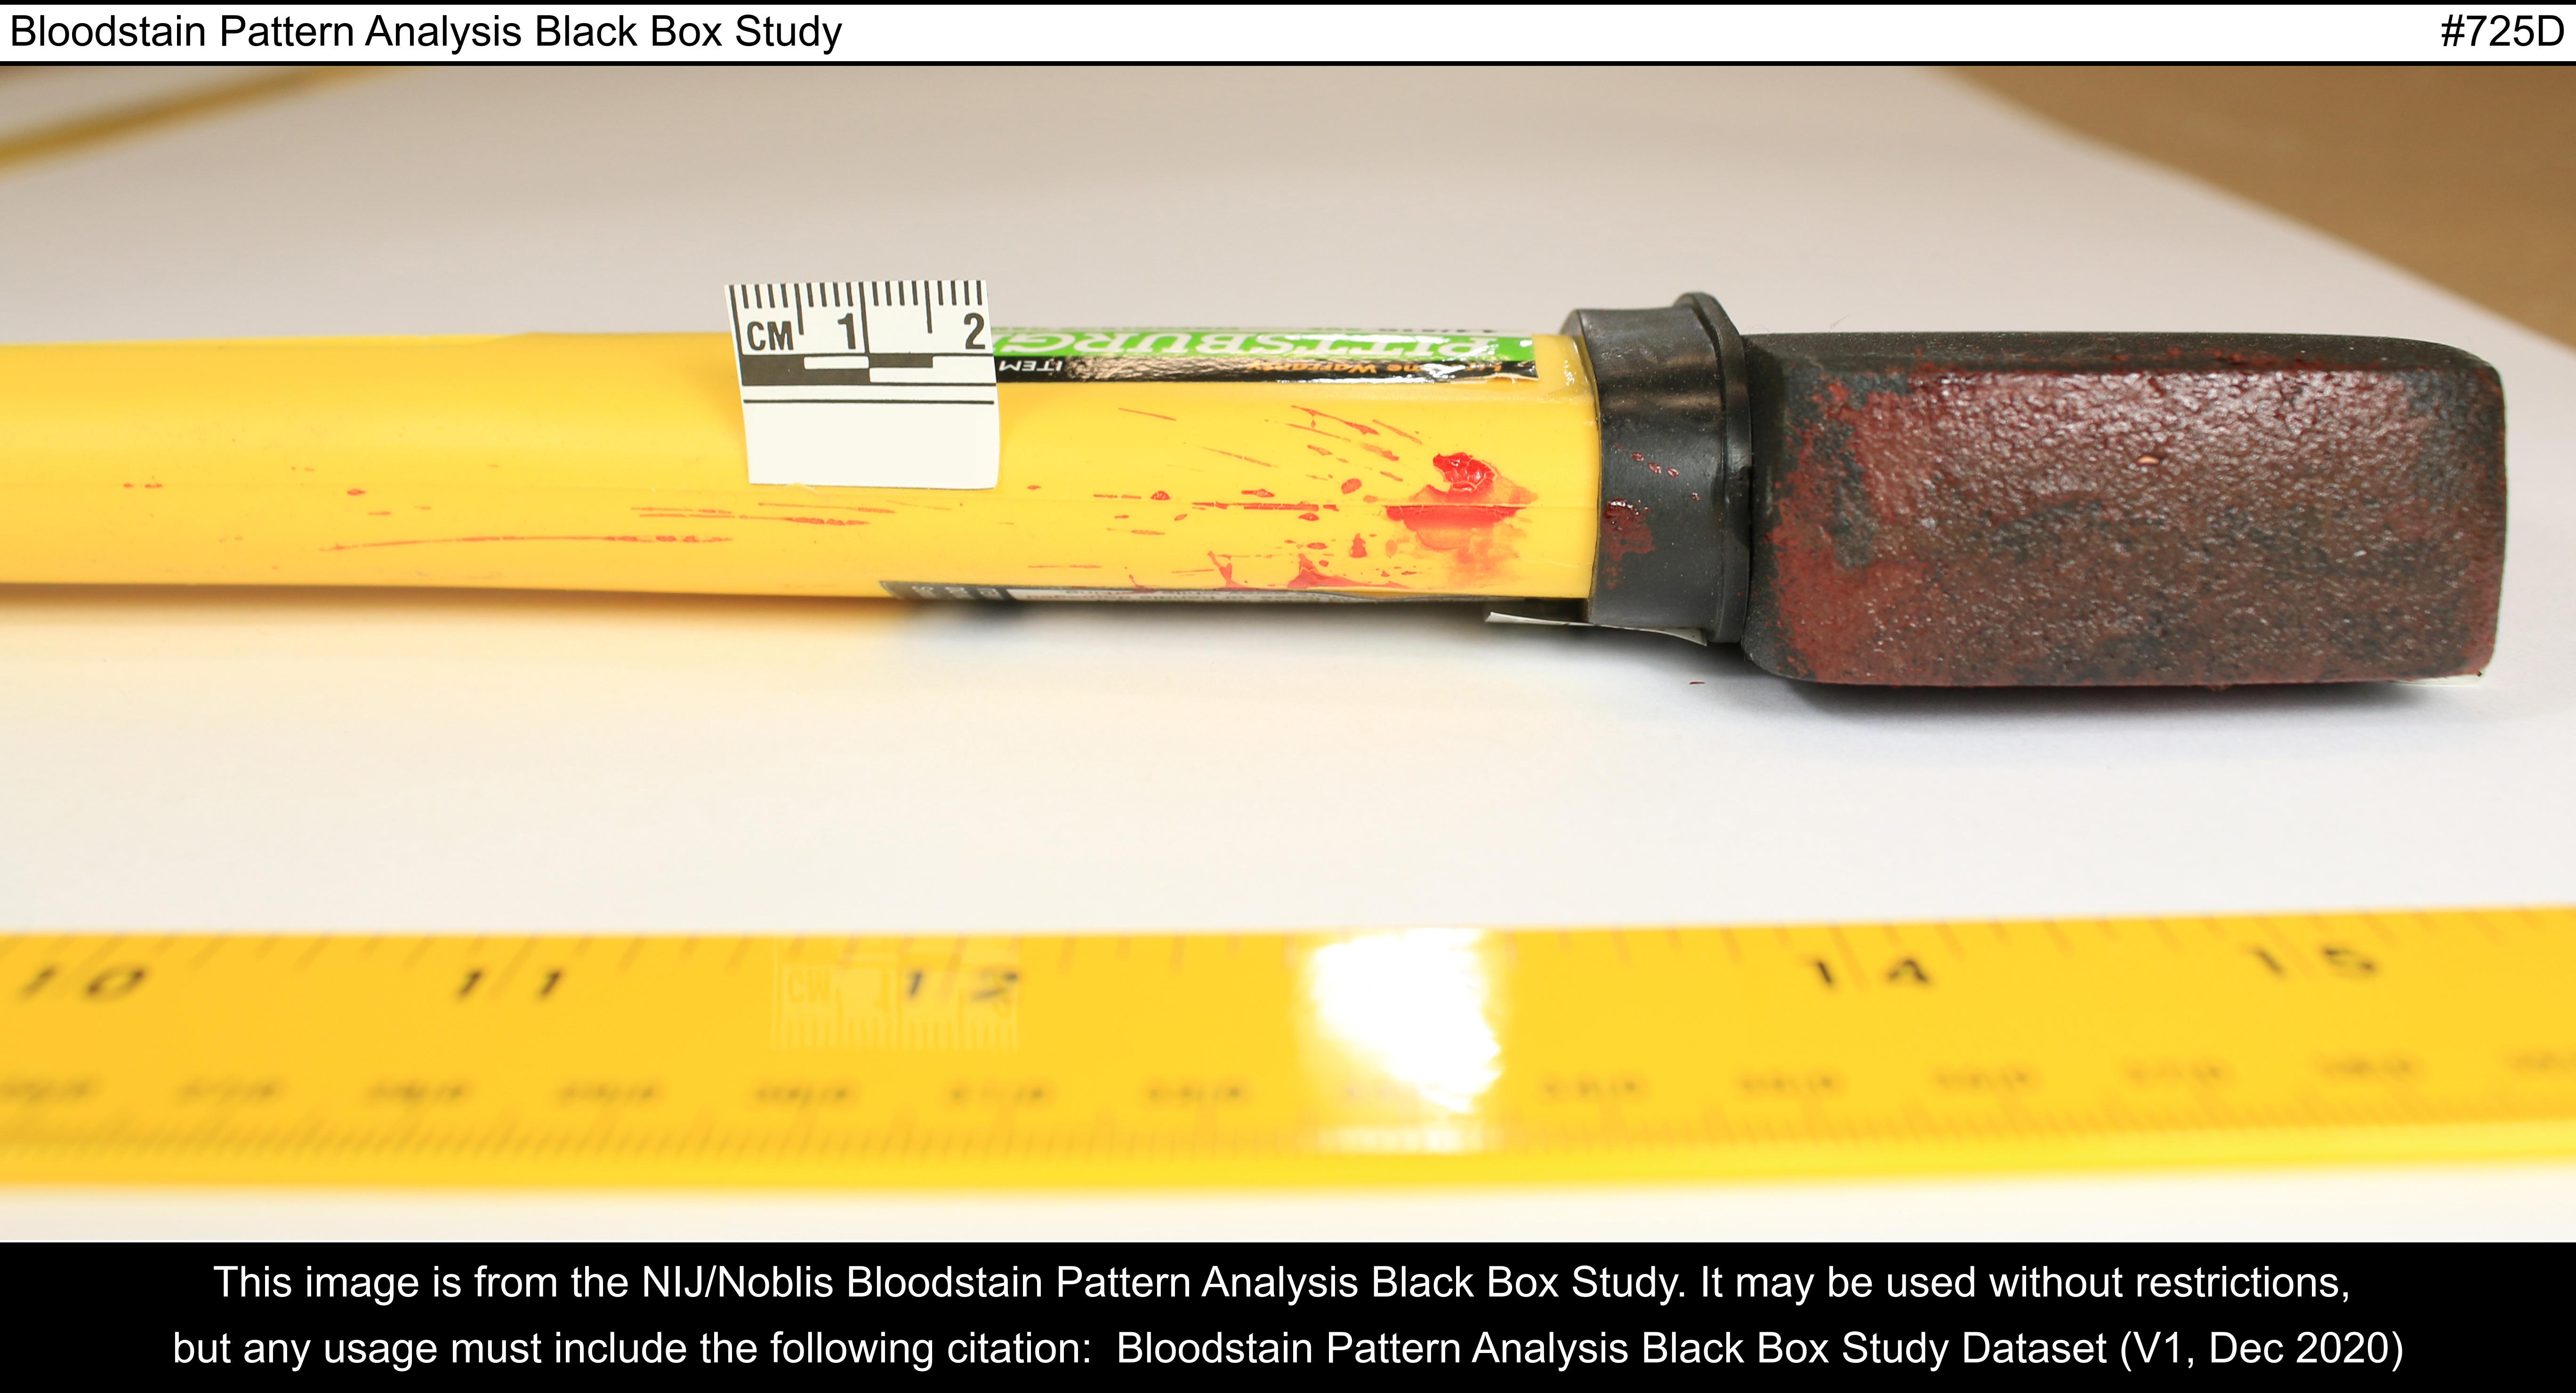 Bloodstain Pattern Analysis Black Box Study
#725D
CM 1 2
PITTSBURGH
ITEM
10 11 12 14 15
This image is from the NIJ/Noblis Bloodstain Pattern Analysis Black Box Study. It may be used without restrictions,
but any usage must include the following citation:  Bloodstain Pattern Analysis Black Box Study Dataset (V1, Dec 2020)